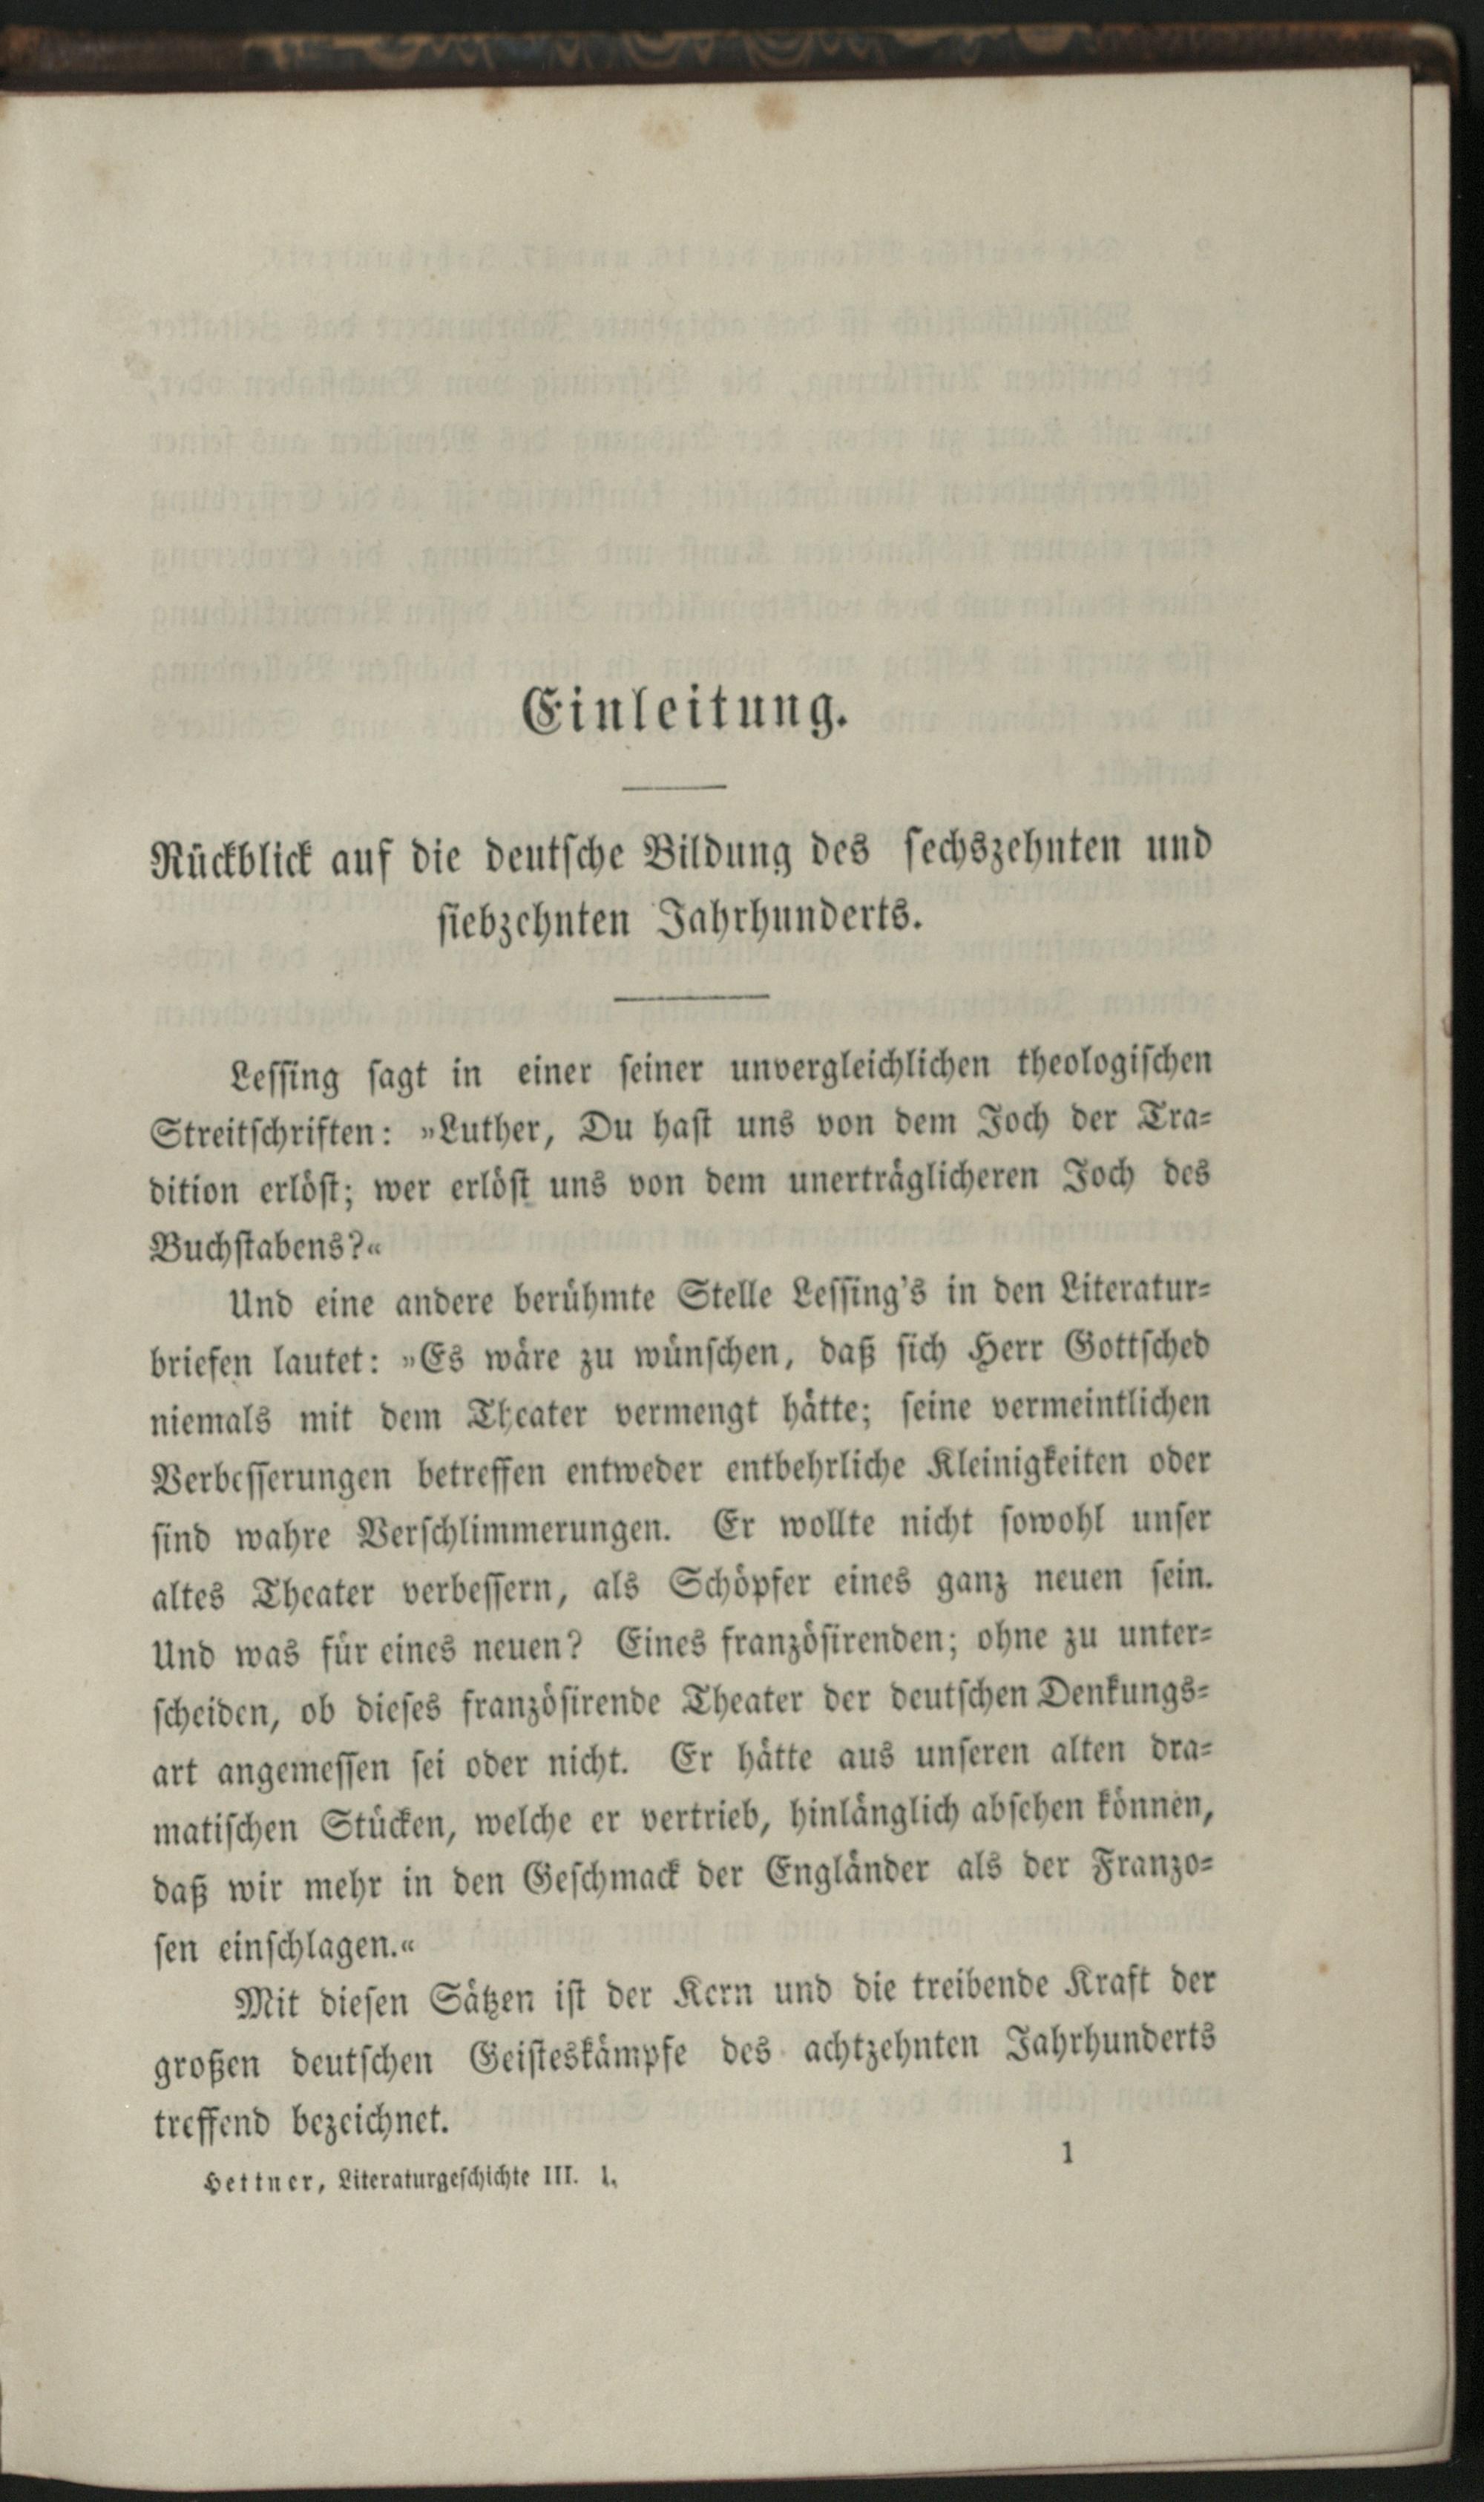 Einleitung.
Rückblick auf die deutsche Bildung des sechszehnten und
siebzehnten Jahrhunderts.
Lessing sagt in einer seiner unvergleichlichen theologischen
Streitschriften: »Luther, Du hast uns von dem Joch der Tra-
dition erlöst; wer erlöst uns von dem unerträglicheren Joch des
Buchstabens?«
Und eine andere berühmte Stelle Lessing's in den Literatur-
briefen lautet: »Es wäre zu wünschen, daß sich Herr Gottsched
niemals mit dem Theater vermengt hätte; seine vermeintlichen
Verbesserungen betreffen entweder entbehrliche Kleinigkeiten oder
sind wahre Verschlimmerungen. Er wollte nicht sowohl unser
altes Theater verbessern, als Schöpfer eines ganz neuen sein.
Und was für eines neuen? Eines französirenden; ohne zu unter-
scheiden, ob dieses französirende Theater der deutschen Denkungs-
art angemessen sei oder nicht. Er hätte aus unseren alten dra-
matischen Stücken, welche er vertrieb, hinlänglich absehen können,
daß wir mehr in den Geschmack der Engländer als der Franzo-
sen einschlagen.«
Mit diesen Sätzen ist der Kern und die treibende Kraft der
großen deutschen Geisteskämpfe des achtzehnten Jahrhunderts
treffend bezeichnet.
Hettner, Literaturgeschichte III. 1. 1